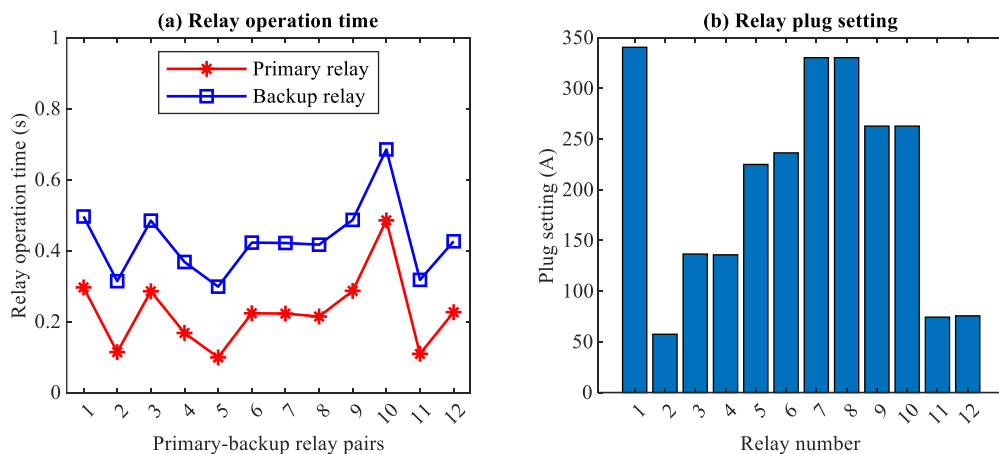 (a) Relay operation time
1
0.8
0.6
0.4
0.2
0
Relay operation time (s)
Primary relay
Backup relay
1 2 3 4 5 6 7 8 9 10 11 12
Primary-backup relay pairs
(b) Relay plug setting
350
300
250
200
150
100
50
0
Plug setting (A)
1 2 3 4 5 6 7 8 9 10 11 12
Relay number